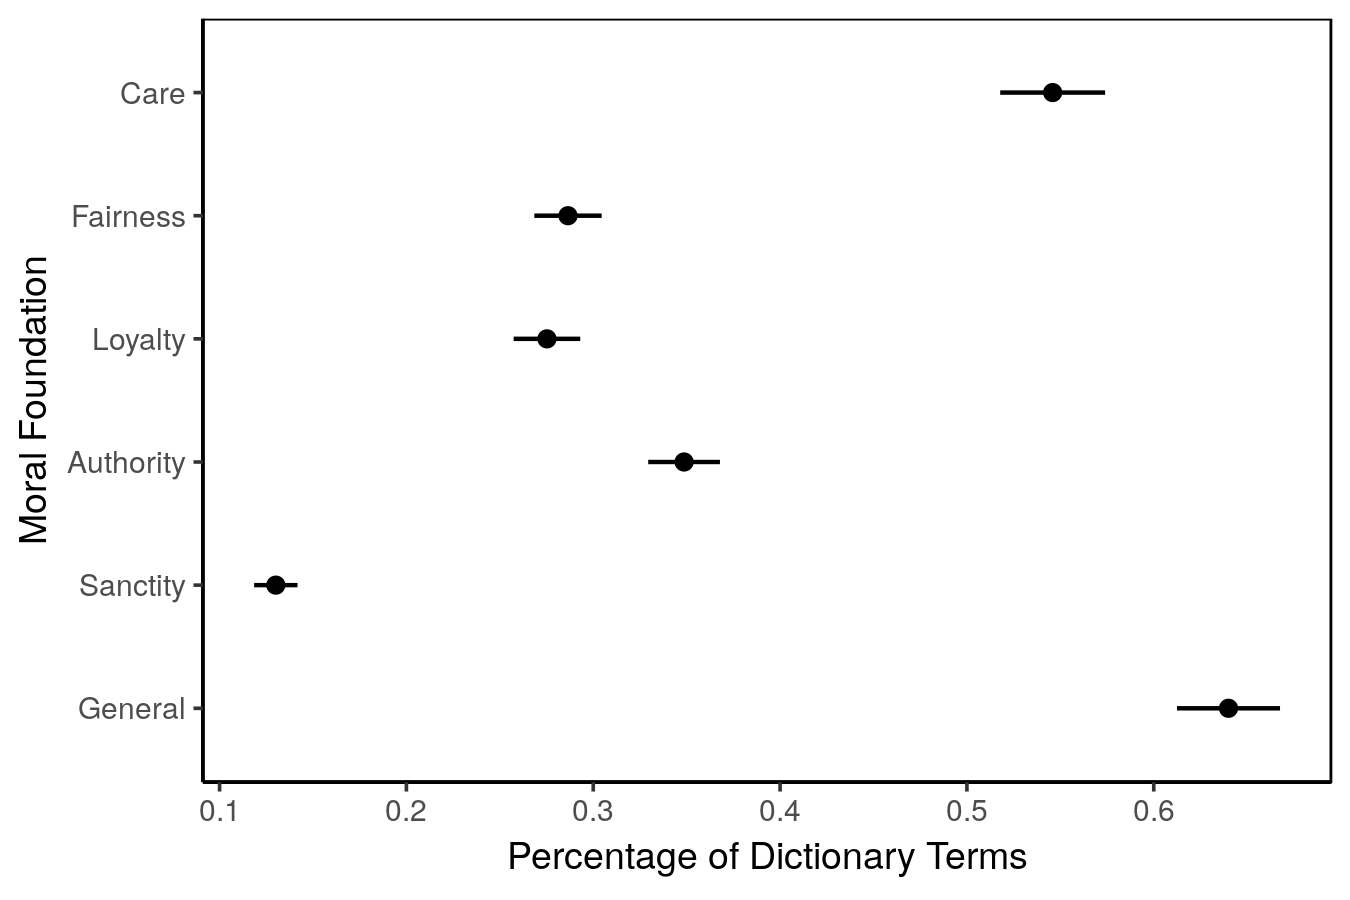 Moral Foundation
Care
Fairness
Loyalty
Authority
Sanctity
General
0.1 0.2 0.3 0.4 0.5 0.6
Percentage of Dictionary Terms